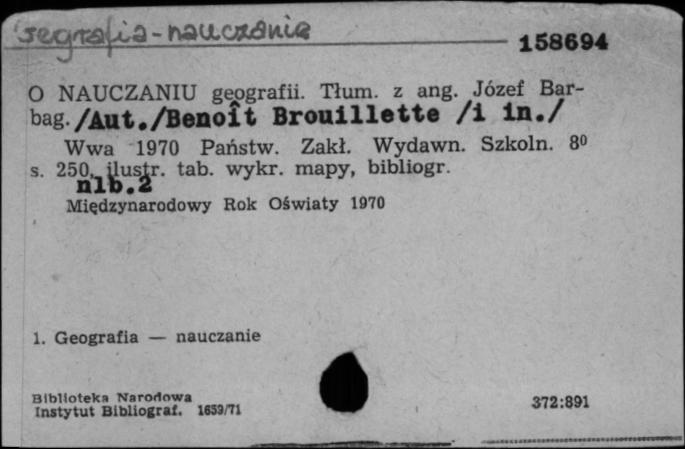 geografia-nauczanie
158694
O NAUCZANIU geografii. Tłum. z ang. Józef Bar-
bag. /Aut./Benoît Brouillette /i in./
Wwa 1970 Państw. Zakł. Wydawn. Szkoln. 8⁰
s. 250, ilustr. tab. wykr. mapy, bibliogr.
nlb.2
Międzynarodowy Rok Oświaty 1970
1. Geografia — nauczanie
Biblioteka Narodowa
Instytut Bibliograf. 1659/71
372:891